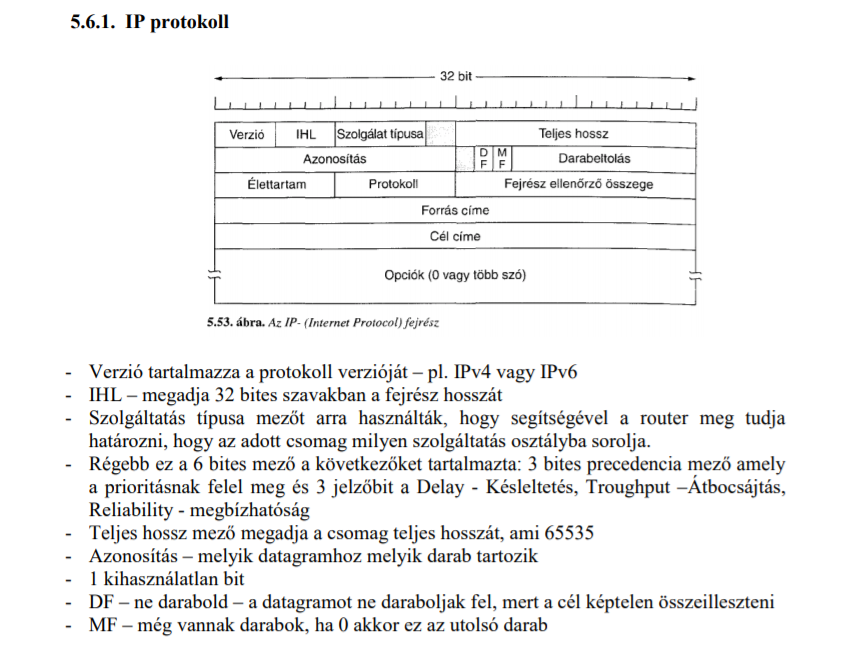 5.6.1. IP protokoll
32 bit
Verzió IHL Szolgálat típusa Teljes hossz
Azonosítás D F M F Darabeltolás
Élettartam Protokoll Fejrész ellenőrző összege
Forrás címe
Cél címe
Opciók (0 vagy több szó)
5.53. ábra. Az IP- (Internet Protocol) fejrész
- Verzió tartalmazza a protokoll verzióját – pl. IPv4 vagy IPv6
- IHL – megadja 32 bites szavakban a fejrész hosszát
- Szolgáltatás típusa mezőt arra használták, hogy segítségével a router meg tudja
határozni, hogy az adott csomag milyen szolgáltatás osztályba sorolja.
- Régebb ez a 6 bites mező a következőket tartalmazta: 3 bites precedencia mező amely
a prioritásnak felel meg és 3 jelzőbit a Delay - Késleltetés, Troughput –Átbocsájtás,
Reliability - megbízhatóság
- Teljes hossz mező megadja a csomag teljes hosszát, ami 65535
- Azonosítás – melyik datagramhoz melyik darab tartozik
- 1 kihasználatlan bit
- DF – ne darabold – a datagramot ne daraboljak fel, mert a cél képtelen összeilleszteni
- MF – még vannak darabok, ha 0 akkor ez az utolsó darab